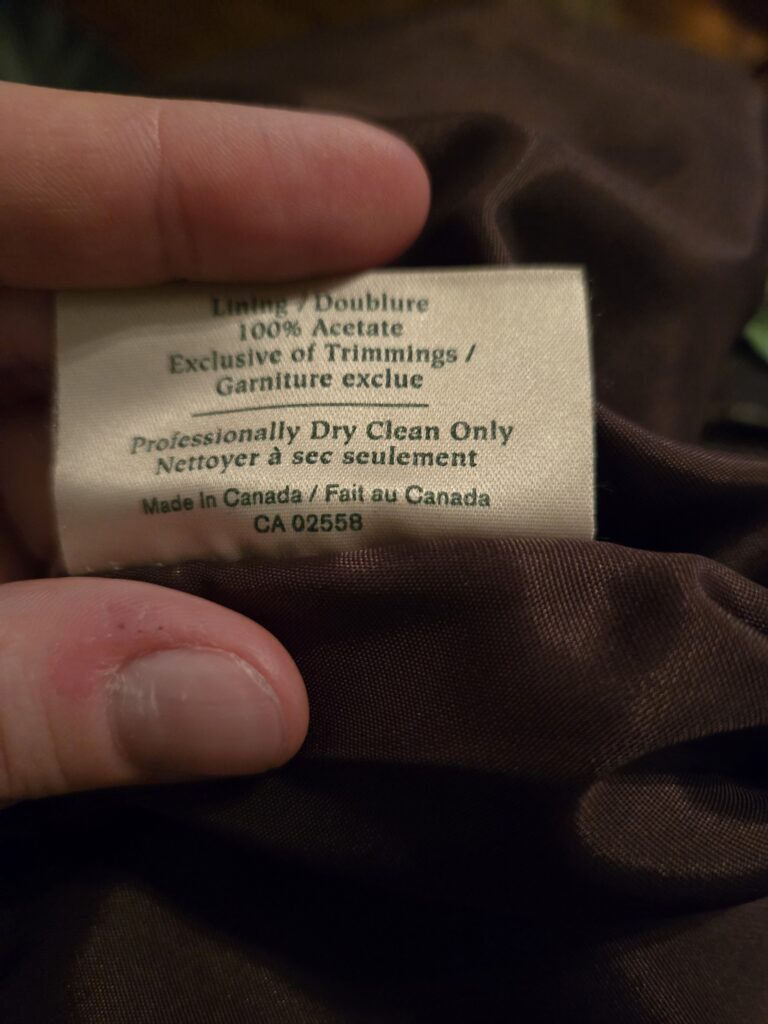 Lining / Doublure
100% Acetate
Exclusive of Trimmings /
Garniture exclue
Professionally Dry Clean Only
Nettoyer à sec seulement
Made In Canada / Fait au Canada
CA 02558